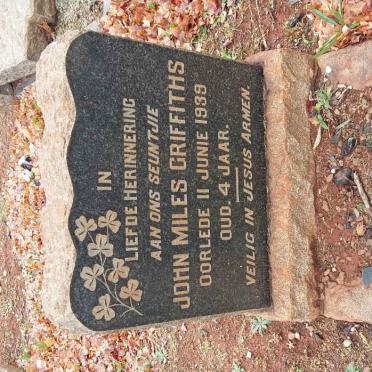 IN
LIEFDE HERINNERING
AAN ONS SEUNTJIE
JOHN MILES GRIFFITHS
OORLEDE 11 JUNIE 1939
OUD 4 JAAR.
VEILIG IN JESUS ARMEN.